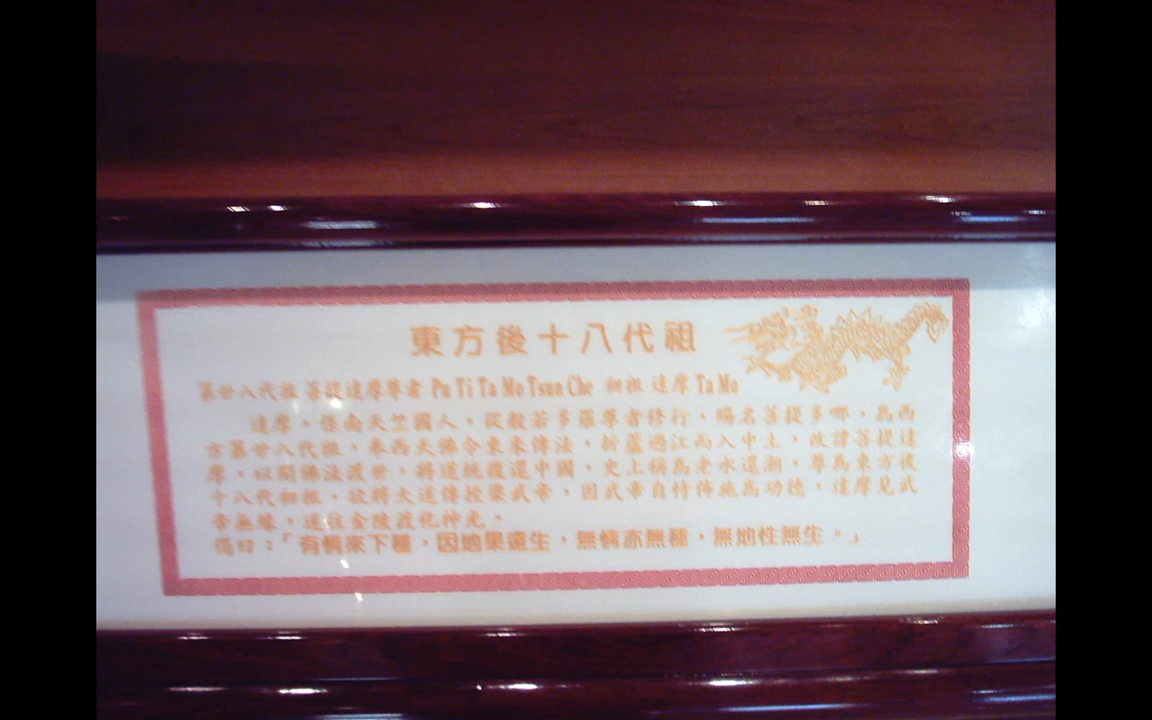 東方後十八代祖
第廿八代祖 菩提達摩尊者 Pu Ti Ta Mo Tsun Che 初祖 達摩 Ta Mo
達摩，係南天竺國人，從般若多羅尊者修行，賜名菩提多哪，為西
方第廿八代祖，奉西天佛令東來傳法，折蘆過江而入中土，改諱菩提達
摩，以開佛法渡世，將道統復還中國，史上稱為老水還潮，尊為東方後
十八代初祖，欲將大道傳授梁武帝，因武帝自恃佈施為功德，達摩見武
帝無緣，遂往金陵渡化神光。
偈曰：「有情來下種，因地果還生，無情亦無種，無地性無生。」